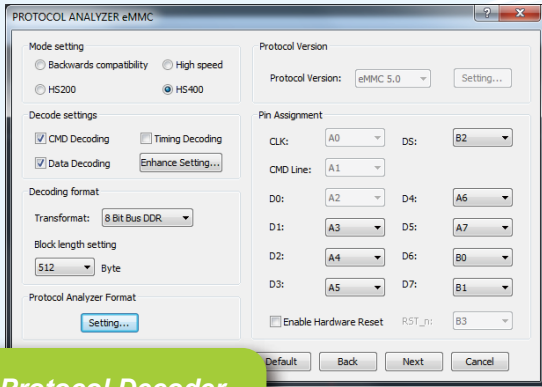 PROTOCOL ANALYZER eMMC
Mode setting
Backwards compatibility High speed
HS200 HS400
Decode settings
CMD Decoding Timing Decoding
Data Decoding Enhance Setting...
Decoding format
Transformat: 8 Bit Bus DDR
Block length setting
512 Byte
Protocol Analyzer Format
Setting...
Protocol Version
Protocol Version: eMMC 5.0 Setting...
Pin Assignment
CLK: A0 DS: B2
CMD Line: A1
D0: A2 D4: A6
D1: A3 D5: A7
D2: A4 D6: B0
D3: A5 D7: B1
Enable Hardware Reset RST_n: B3
Default Back Next Cancel
Protocol Decoder